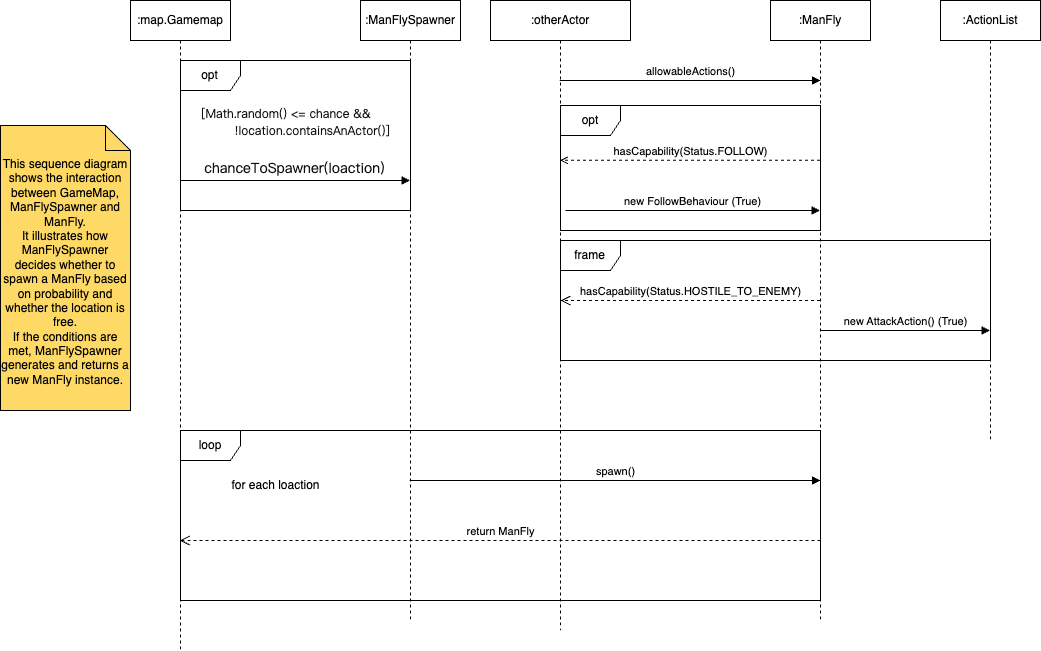 :map.Gamemap
:ManFlySpawner
:otherActor
:ManFly
:ActionList
opt
[Math.random() <= chance &&
!location.containsAnActor()]
chanceToSpawner(loaction)
allowableActions()
opt
hasCapability(Status.FOLLOW)
new FollowBehaviour (True)
frame
hasCapability(Status.HOSTILE_TO_ENEMY)
new AttackAction() (True)
This sequence diagram
shows the interaction
between GameMap,
ManFlySpawner and
ManFly.
It illustrates how
ManFlySpawner
decides whether to
spawn a ManFly based
on probability and
whether the location is
free.
If the conditions are
met, ManFlySpawner
generates and returns a
new ManFly instance.
loop
for each loaction
spawn()
return ManFly